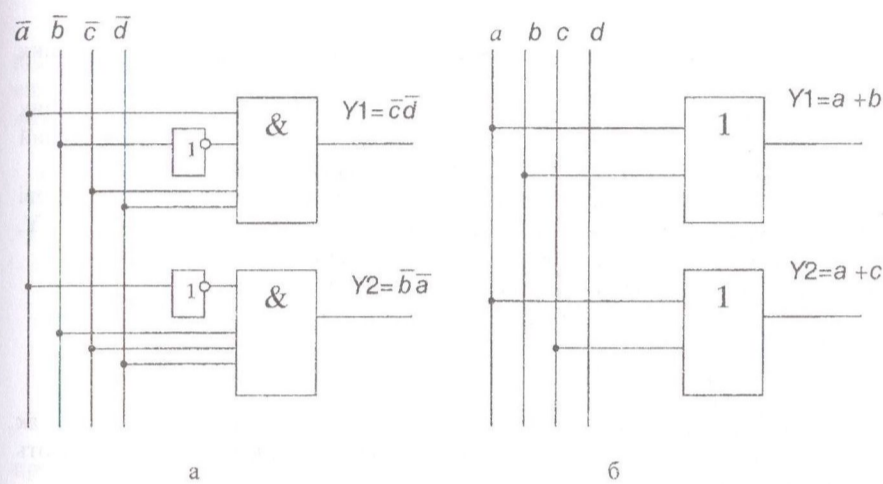 a̅ b̅ c̅ d̅
&
1
Y1=c̅d̅
&
1
Y2=b̅a̅
а
a b c d
1
Y1=a+b
1
Y2=a+c
б